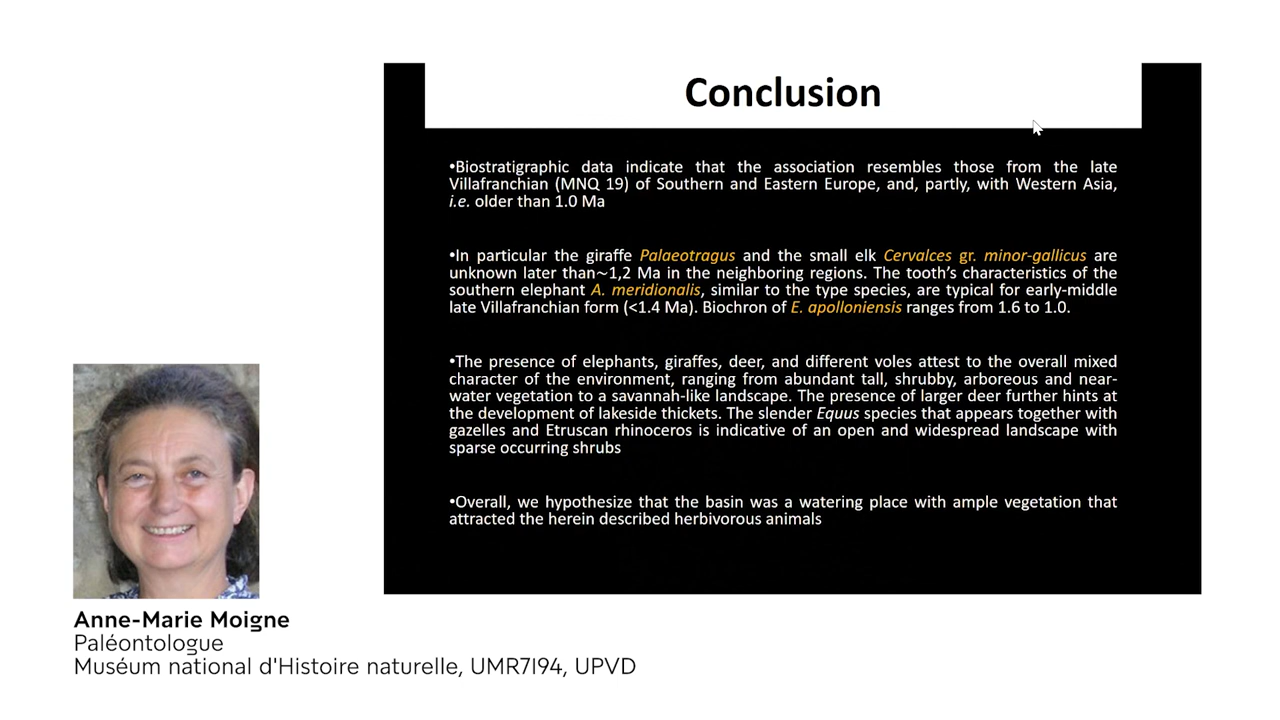 Conclusion
•Biostratigraphic data indicate that the association resembles those from the late
Villafranchian (MNQ 19) of Southern and Eastern Europe, and, partly, with Western Asia,
i.e. older than 1.0 Ma
•In particular the giraffe Palaeotragus and the small elk Cervalces gr. minor-gallicus are
unknown later than~1,2 Ma in the neighboring regions. The tooth’s characteristics of the
southern elephant A. meridionalis, similar to the type species, are typical for early-middle
late Villafranchian form (<1.4 Ma). Biochron of E. apolloniensis ranges from 1.6 to 1.0.
•The presence of elephants, giraffes, deer, and different voles attest to the overall mixed
character of the environment, ranging from abundant tall, shrubby, arboreous and near-
water vegetation to a savannah-like landscape. The presence of larger deer further hints at
the development of lakeside thickets. The slender Equus species that appears together with
gazelles and Etruscan rhinoceros is indicative of an open and widespread landscape with
sparse occurring shrubs
•Overall, we hypothesize that the basin was a watering place with ample vegetation that
attracted the herein described herbivorous animals
Anne-Marie Moigne
Paléontologue
Muséum national d'Histoire naturelle, UMR7194, UPVD